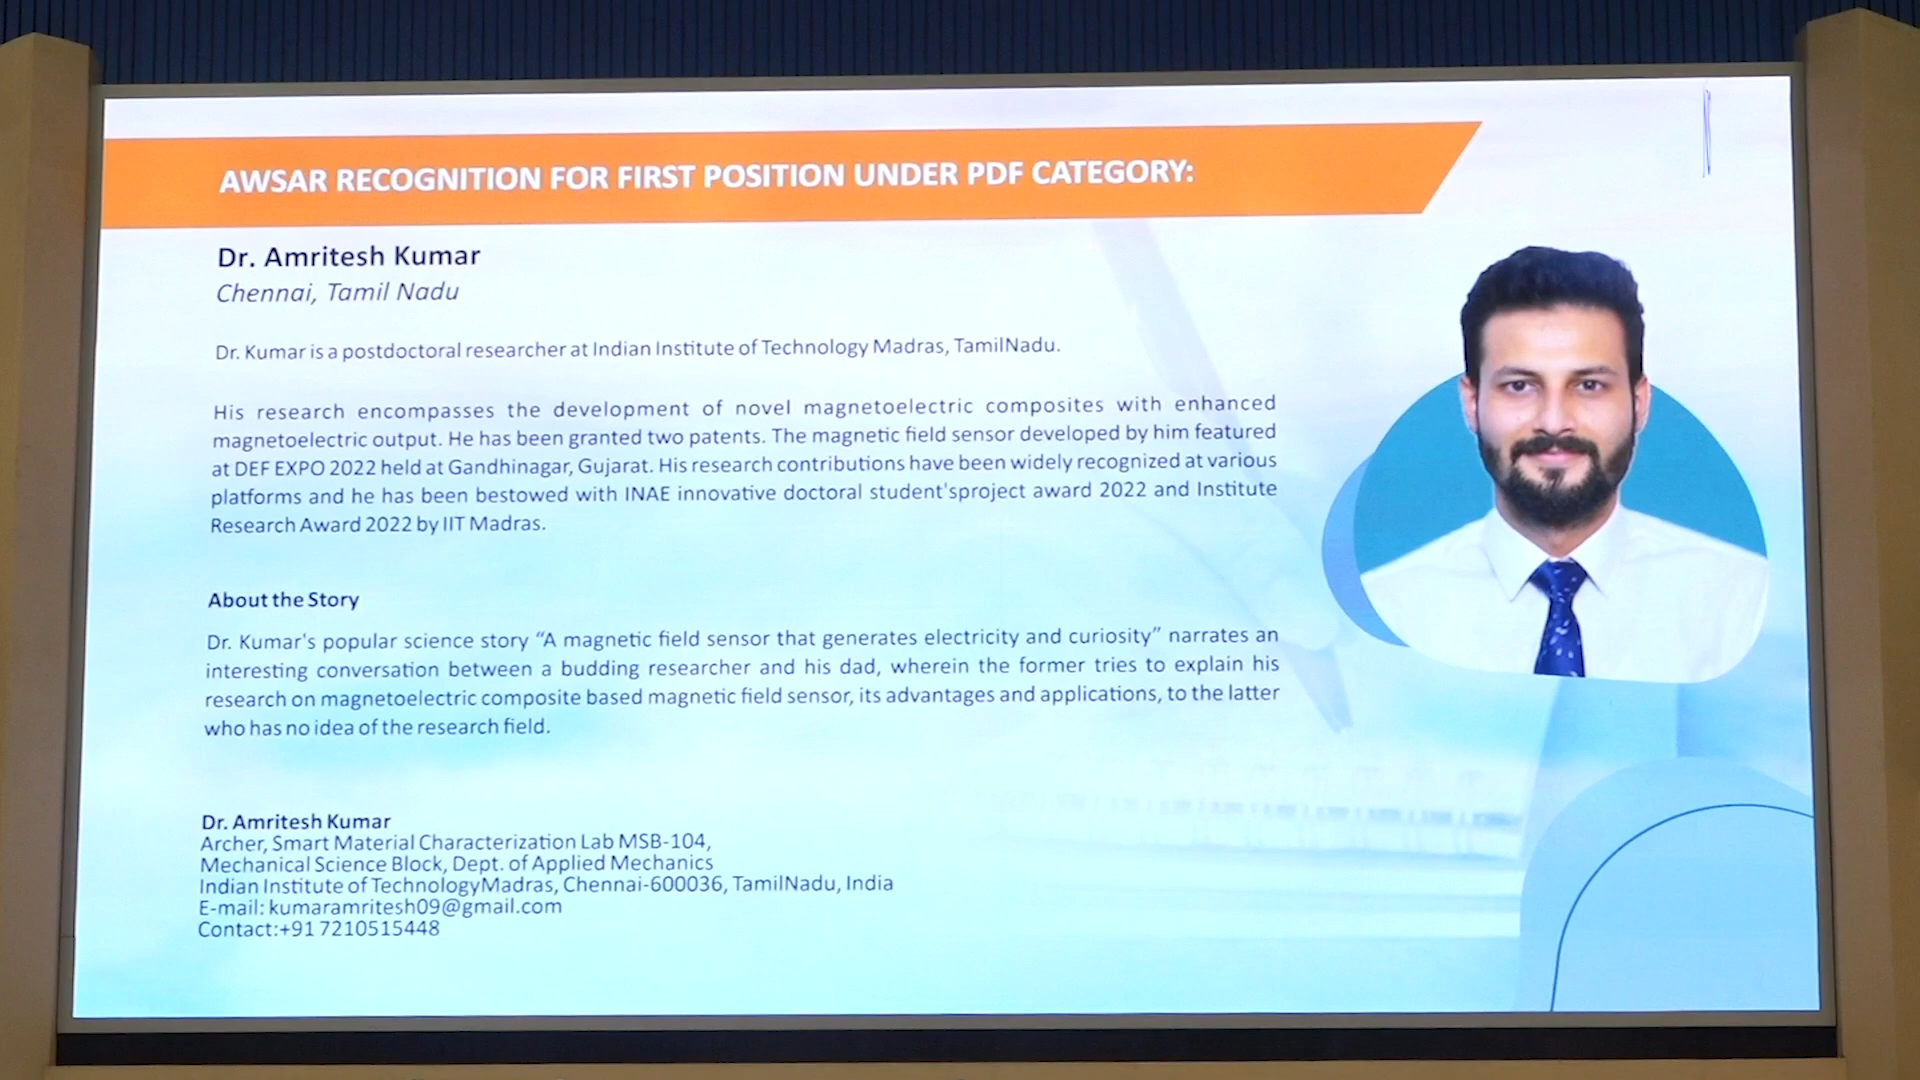 AWSAR RECOGNITION FOR FIRST POSITION UNDER PDF CATEGORY:
Dr. Amritesh Kumar
Chennai, Tamil Nadu
Dr. Kumar is a postdoctoral researcher at Indian Institute of Technology Madras, TamilNadu.
His research encompasses the development of novel magnetoelectric composites with enhanced
magnetoelectric output. He has been granted two patents. The magnetic field sensor developed by him featured
at DEF EXPO 2022 held at Gandhinagar, Gujarat. His research contributions have been widely recognized at various
platforms and he has been bestowed with INAE innovative doctoral student'sproject award 2022 and Institute
Research Award 2022 by IIT Madras.
About the Story
Dr. Kumar's popular science story “A magnetic field sensor that generates electricity and curiosity” narrates an
interesting conversation between a budding researcher and his dad, wherein the former tries to explain his
research on magnetoelectric composite based magnetic field sensor, its advantages and applications, to the latter
who has no idea of the research field.
Dr. Amritesh Kumar
Archer, Smart Material Characterization Lab MSB-104,
Mechanical Science Block, Dept. of Applied Mechanics
Indian Institute of TechnologyMadras, Chennai-600036, TamilNadu, India
E-mail: kumaramritesh09@gmail.com
Contact:+91 7210515448